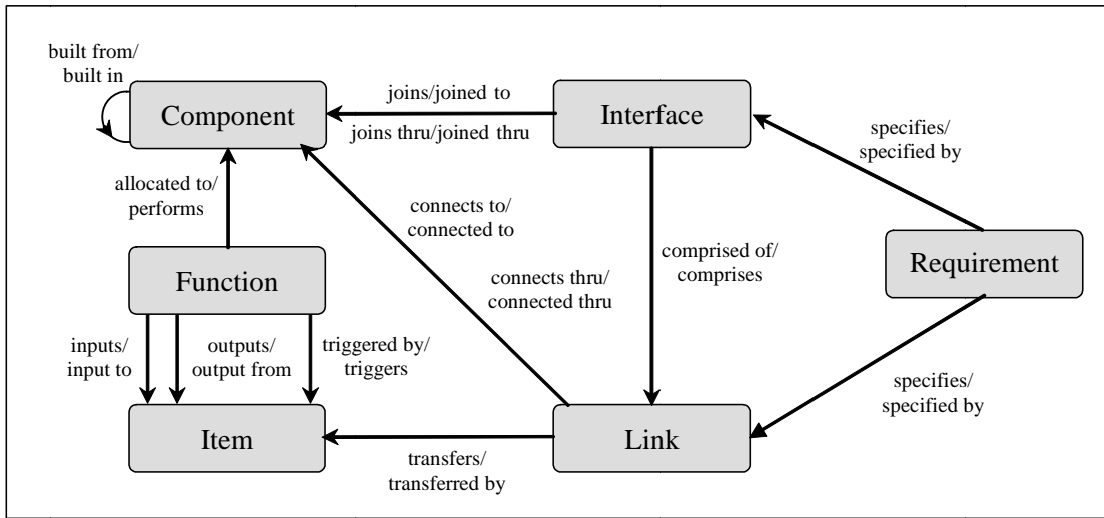 built from/
built in
Component
joins/joined to
joins thru/joined thru
Interface
specifies/
specified by
allocated to/
performs
connects to/
connected to
comprised of/
comprises
Requirement
Function
connects thru/
connected thru
inputs/
input to
outputs/
output from
triggered by/
triggers
specifies/
specified by
Item
transfers/
transferred by
Link